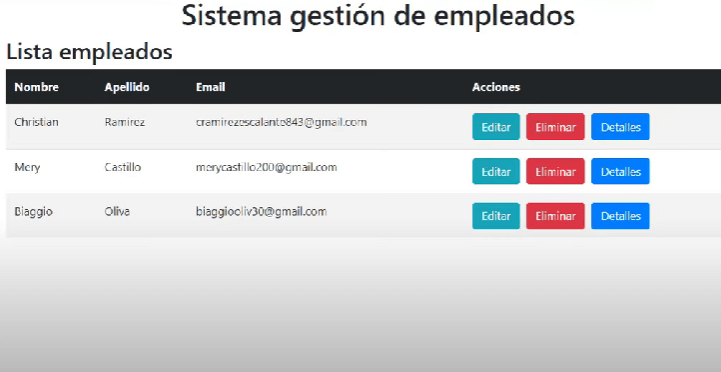 Sistema gestión de empleados
Lista empleados
Nombre Apellido Email Acciones
Christian Ramirez cramirezescalante843@gmail.com Editar Eliminar Detalles
Mery Castillo merycastillo200@gmail.com Editar Eliminar Detalles
Biaggio Oliva biaggiooliv30@gmail.com Editar Eliminar Detalles